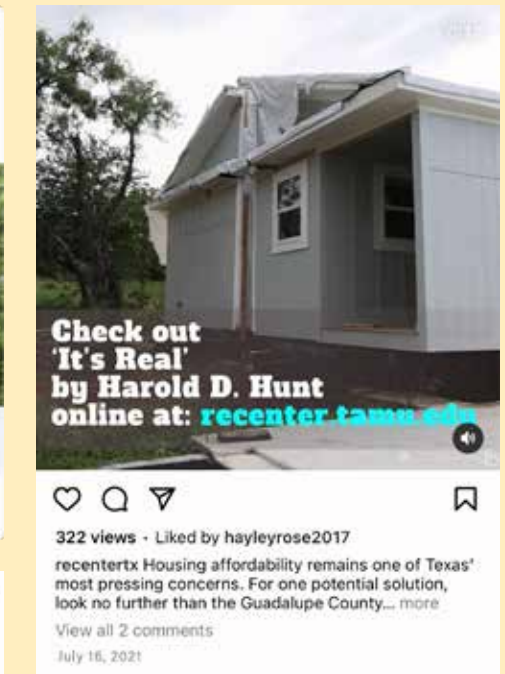 Check out
'It's Real'
by Harold D. Hunt
online at: recenter.tamu.edu
322 views · Liked by hayleyrose2017
recentertx Housing affordability remains one of Texas'
most pressing concerns. For one potential solution,
look no further than the Guadalupe County... more
View all 2 comments
July 16, 2021